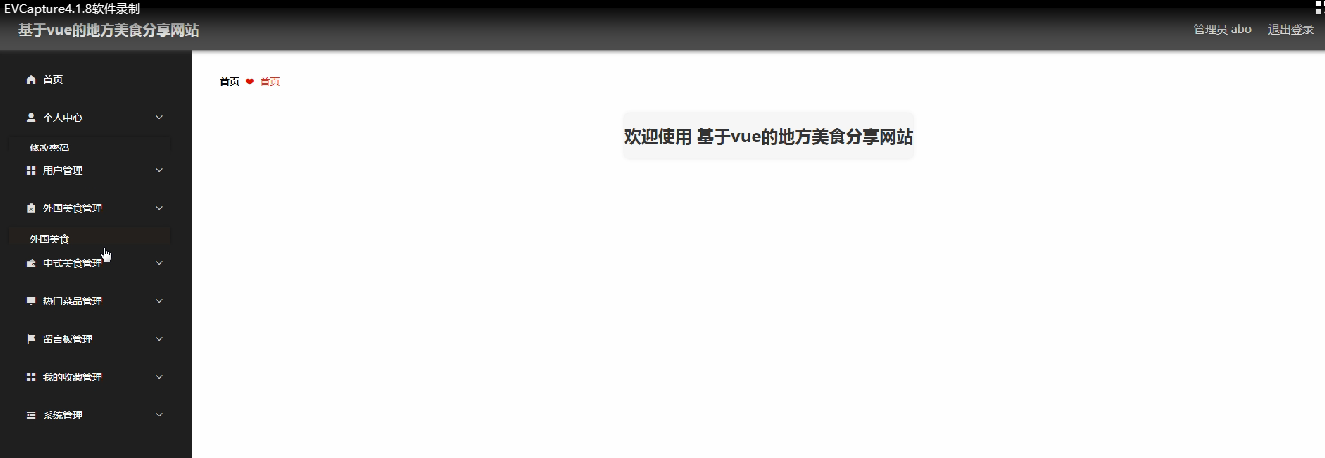 EVCapture4.1.8软件录制
基于vue的地方美食分享网站
管理员 abo 退出登录
首页
个人中心
修改密码
用户管理
外国美食管理
外国美食
中式美食管理
热门菜品管理
留言板管理
我的收藏管理
系统管理
首页 ❤ 首页
欢迎使用 基于vue的地方美食分享网站